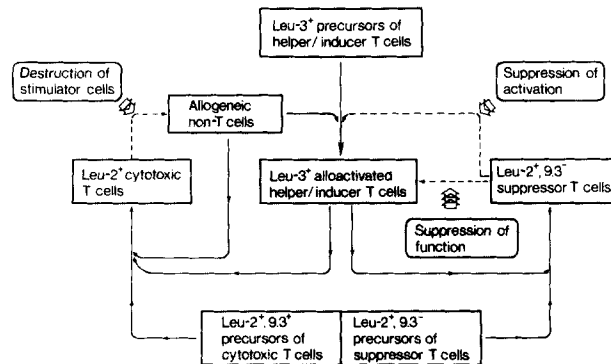 Leu-3⁺ precursors of
helper/inducer T cells
Destruction of
stimulator cells
Suppression of
activation
Allogeneic
non-T cells
Leu-2⁺ cytotoxic
T cells
Leu-3⁺ alloactivated
helper/inducer T cells
Leu-2⁺, 9.3⁻
suppressor T cells
Suppression of
function
Leu-2⁺, 9.3⁺
precursors of
cytotoxic T cells
Leu-2⁺, 9.3⁻
precursors of
suppressor T cells